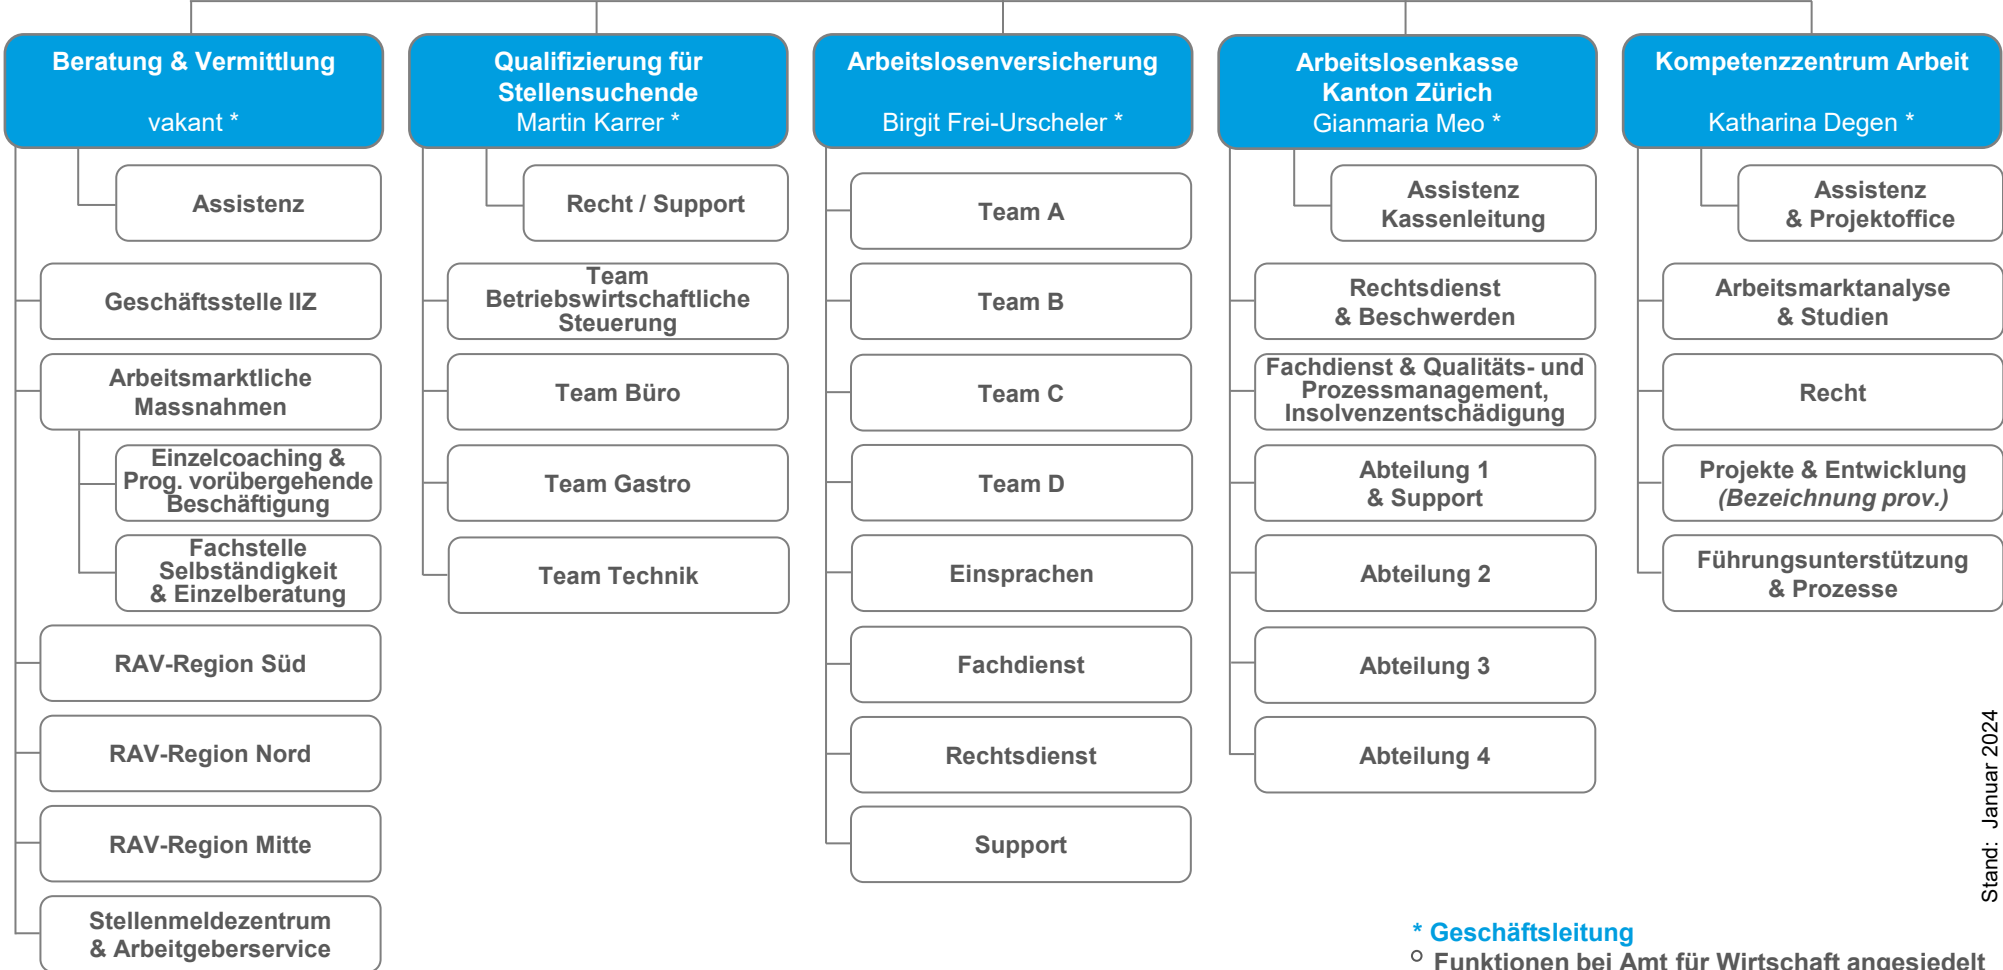 Beratung & Vermittlung
vakant *
Assistenz
Geschäftsstelle IIZ
Arbeitsmarktliche
Massnahmen
Einzelcoaching &
Prog. vorübergehende
Beschäftigung
Fachstelle
Selbständigkeit
& Einzelberatung
RAV-Region Süd
RAV-Region Nord
RAV-Region Mitte
Stellenmeldezentrum
& Arbeitgeberservice
Qualifizierung für
Stellensuchende
Martin Karrer *
Recht / Support
Team
Betriebswirtschaftliche
Steuerung
Team Büro
Team Gastro
Team Technik
Arbeitslosenversicherung
Birgit Frei-Urscheler *
Team A
Team B
Team C
Team D
Einsprachen
Fachdienst
Rechtsdienst
Support
Arbeitslosenkasse
Kanton Zürich
Gianmaria Meo *
Assistenz
Kassenleitung
Rechtsdienst
& Beschwerden
Fachdienst & Qualitäts- und
Prozessmanagement,
Insolvenzentschädigung
Abteilung 1
& Support
Abteilung 2
Abteilung 3
Abteilung 4
Kompetenzzentrum Arbeit
Katharina Degen *
Assistenz
& Projektoffice
Arbeitsmarktanalyse
& Studien
Recht
Projekte & Entwicklung
(Bezeichnung prov.)
Führungsunterstützung
& Prozesse
Stand: Januar 2024
* Geschäftsleitung
° Funktionen bei Amt für Wirtschaft angesiedelt